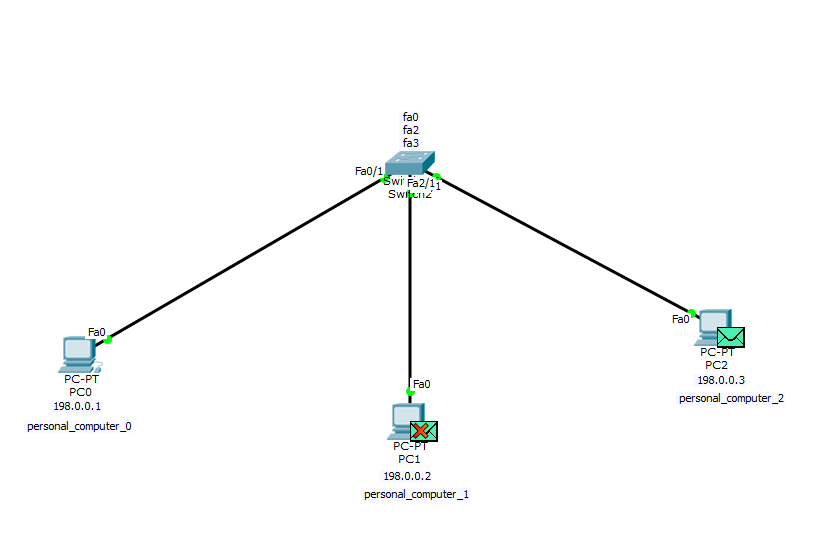 fa0
fa2
fa3
Fa0/1
Fa2/1
Switch2
Fa0
PC-PT
PC0
198.0.0.1
personal_computer_0
Fa0
PC-PT
PC1
198.0.0.2
personal_computer_1
Fa0
PC-PT
PC2
198.0.0.3
personal_computer_2